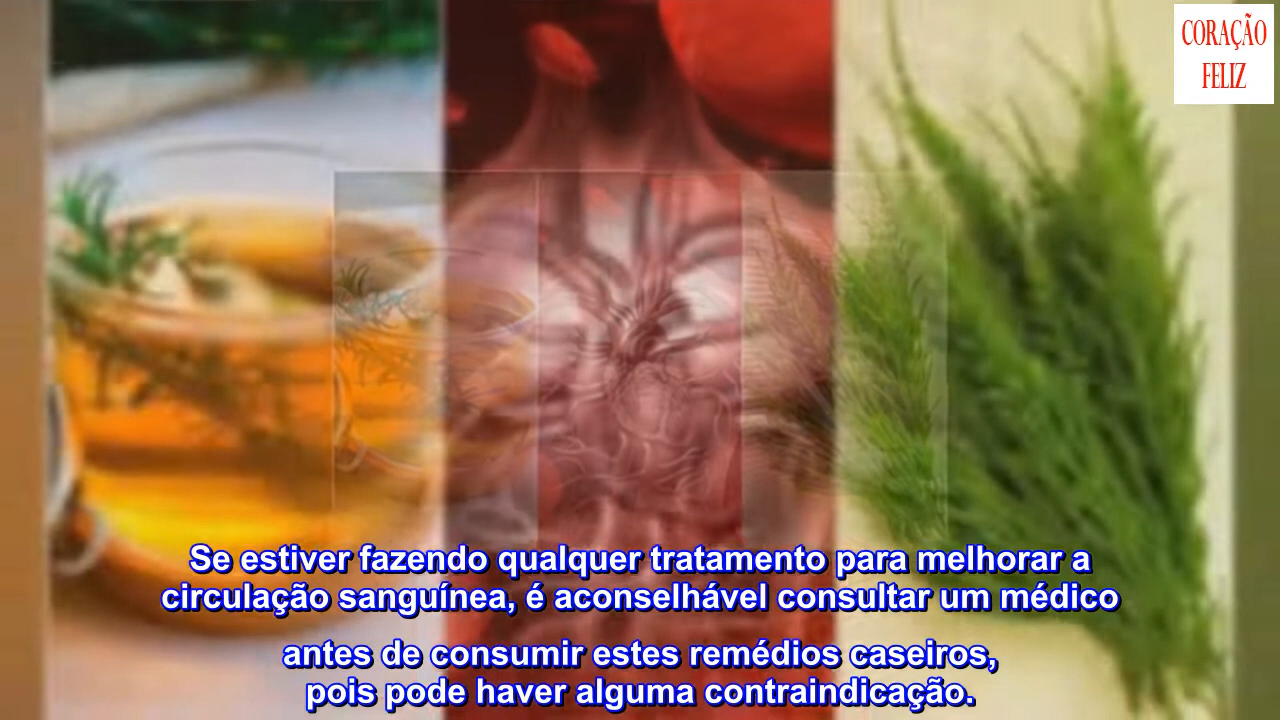 CORAÇÃO
FELIZ
Se estiver fazendo qualquer tratamento para melhorar a
circulação sanguínea, é aconselhável consultar um médico
antes de consumir estes remédios caseiros,
pois pode haver alguma contraindicação.